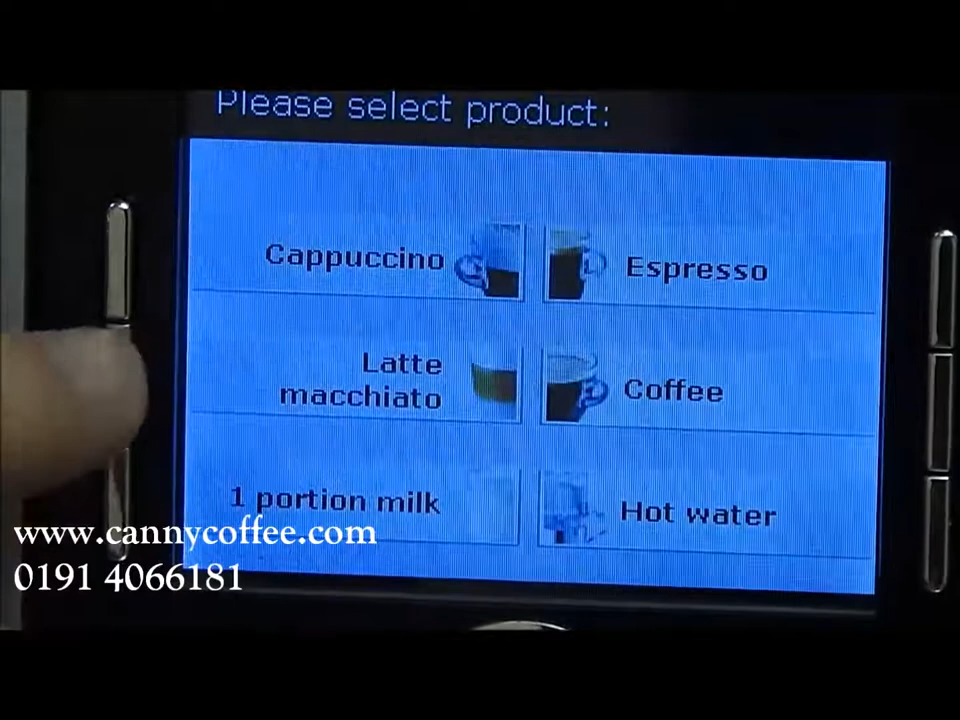 Please select product:
Cappuccino
Espresso
Latte
macchiato
Coffee
1 portion milk
Hot water
www.cannycoffee.com
0191 4066181